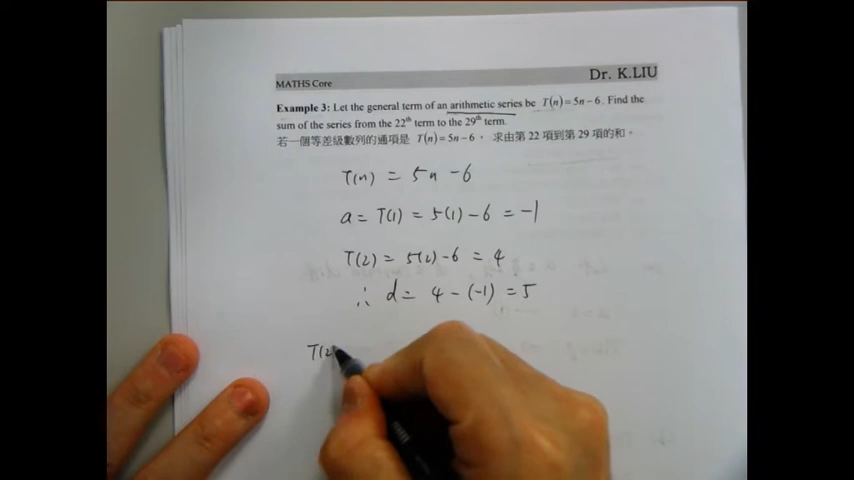 MATHS Core Dr. K.LIU
Example 3: Let the general term of an arithmetic series be T(n) = 5n – 6. Find the
sum of the series from the 22th term to the 29th term.
若一個等差級數列的通項是 T(n) = 5n – 6, 求由第 22 項到第 29 項的和。
T(n) = 5n - 6
a = T(1) = 5(1) - 6 = -1
T(2) = 5(2) - 6 = 4
∴ d = 4 - (-1) = 5
T(2